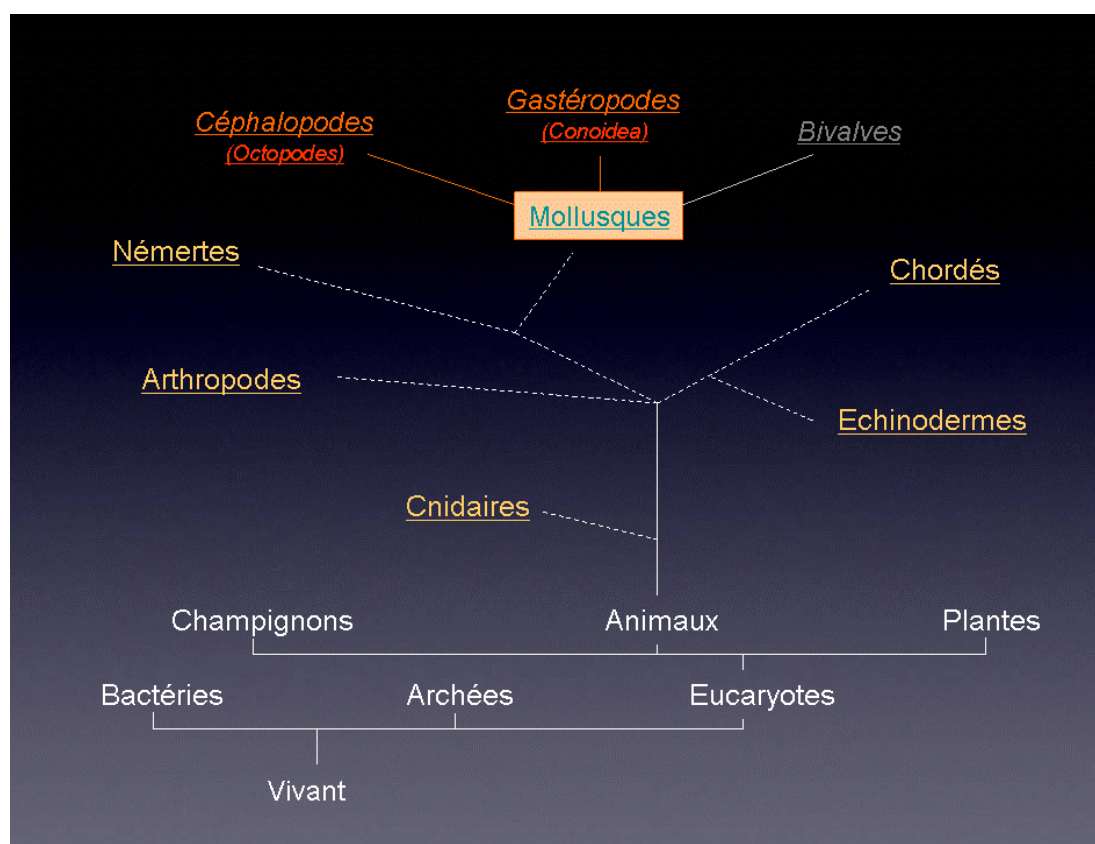 Gastéropodes
(Conoidea)
Céphalopodes
(Octopodes)
Bivalves
Mollusques
Némertes
Chordés
Arthropodes
Echinodermes
Cnidaires
Champignons
Animaux
Plantes
Bactéries
Archées
Eucaryotes
Vivant